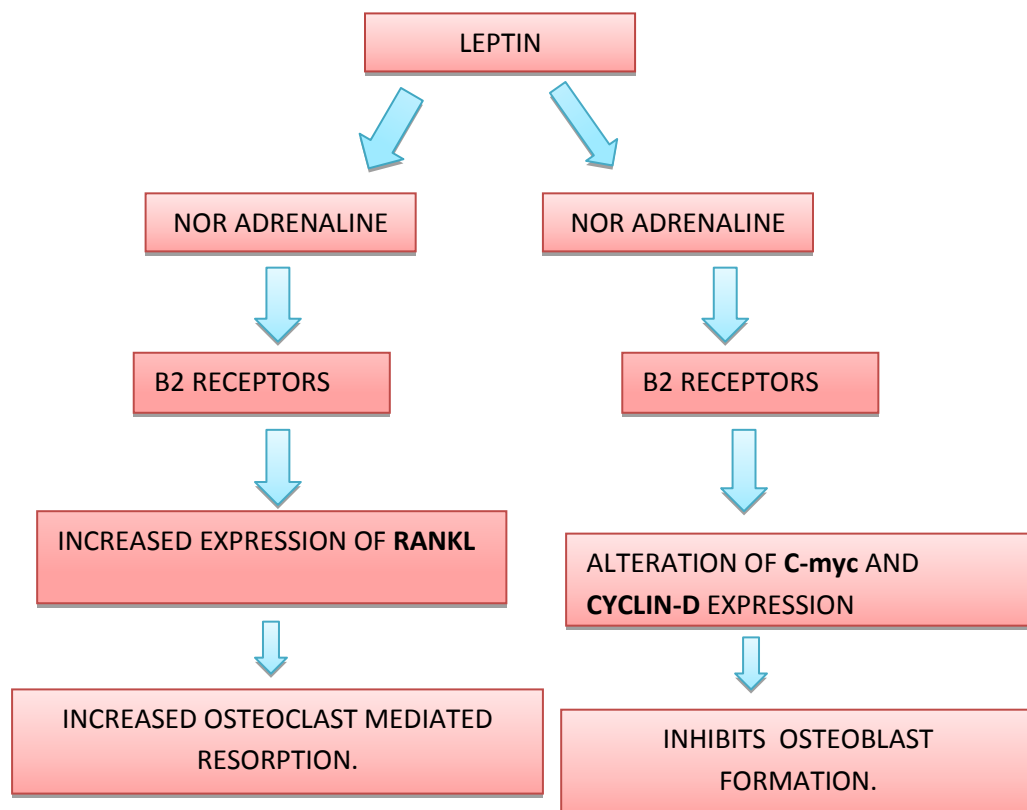 LEPTIN
NOR ADRENALINE
NOR ADRENALINE
B2 RECEPTORS
B2 RECEPTORS
INCREASED EXPRESSION OF RANKL
ALTERATION OF C-myc AND
CYCLIN-D EXPRESSION
INCREASED OSTEOCLAST MEDIATED
RESORPTION.
INHIBITS OSTEOBLAST
FORMATION.